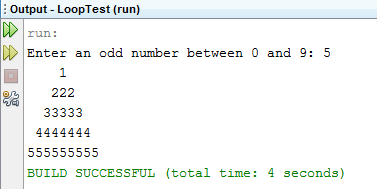 Output - LoopTest (run)
run:
Enter an odd number between 0 and 9: 5
    1
   222
  33333
 4444444
555555555
BUILD SUCCESSFUL (total time: 4 seconds)